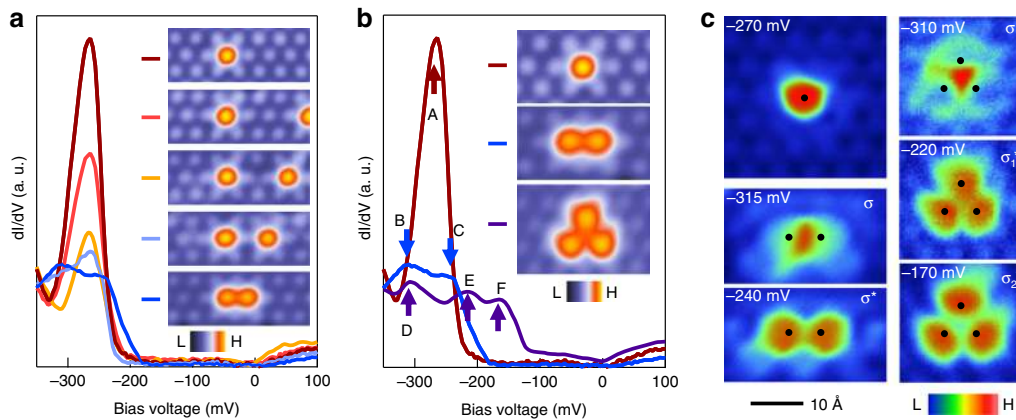 a
dI/dV (a. u.)
L H
−300 −200 −100 0 100
Bias voltage (mV)
b
dI/dV (a. u.)
A
B
C
D
E
F
L H
−300 −200 −100 0 100
Bias voltage (mV)
c
−270 mV
−315 mV
σ
−240 mV
σ*
−310 mV
−220 mV
−170 mV
10 Å
L H